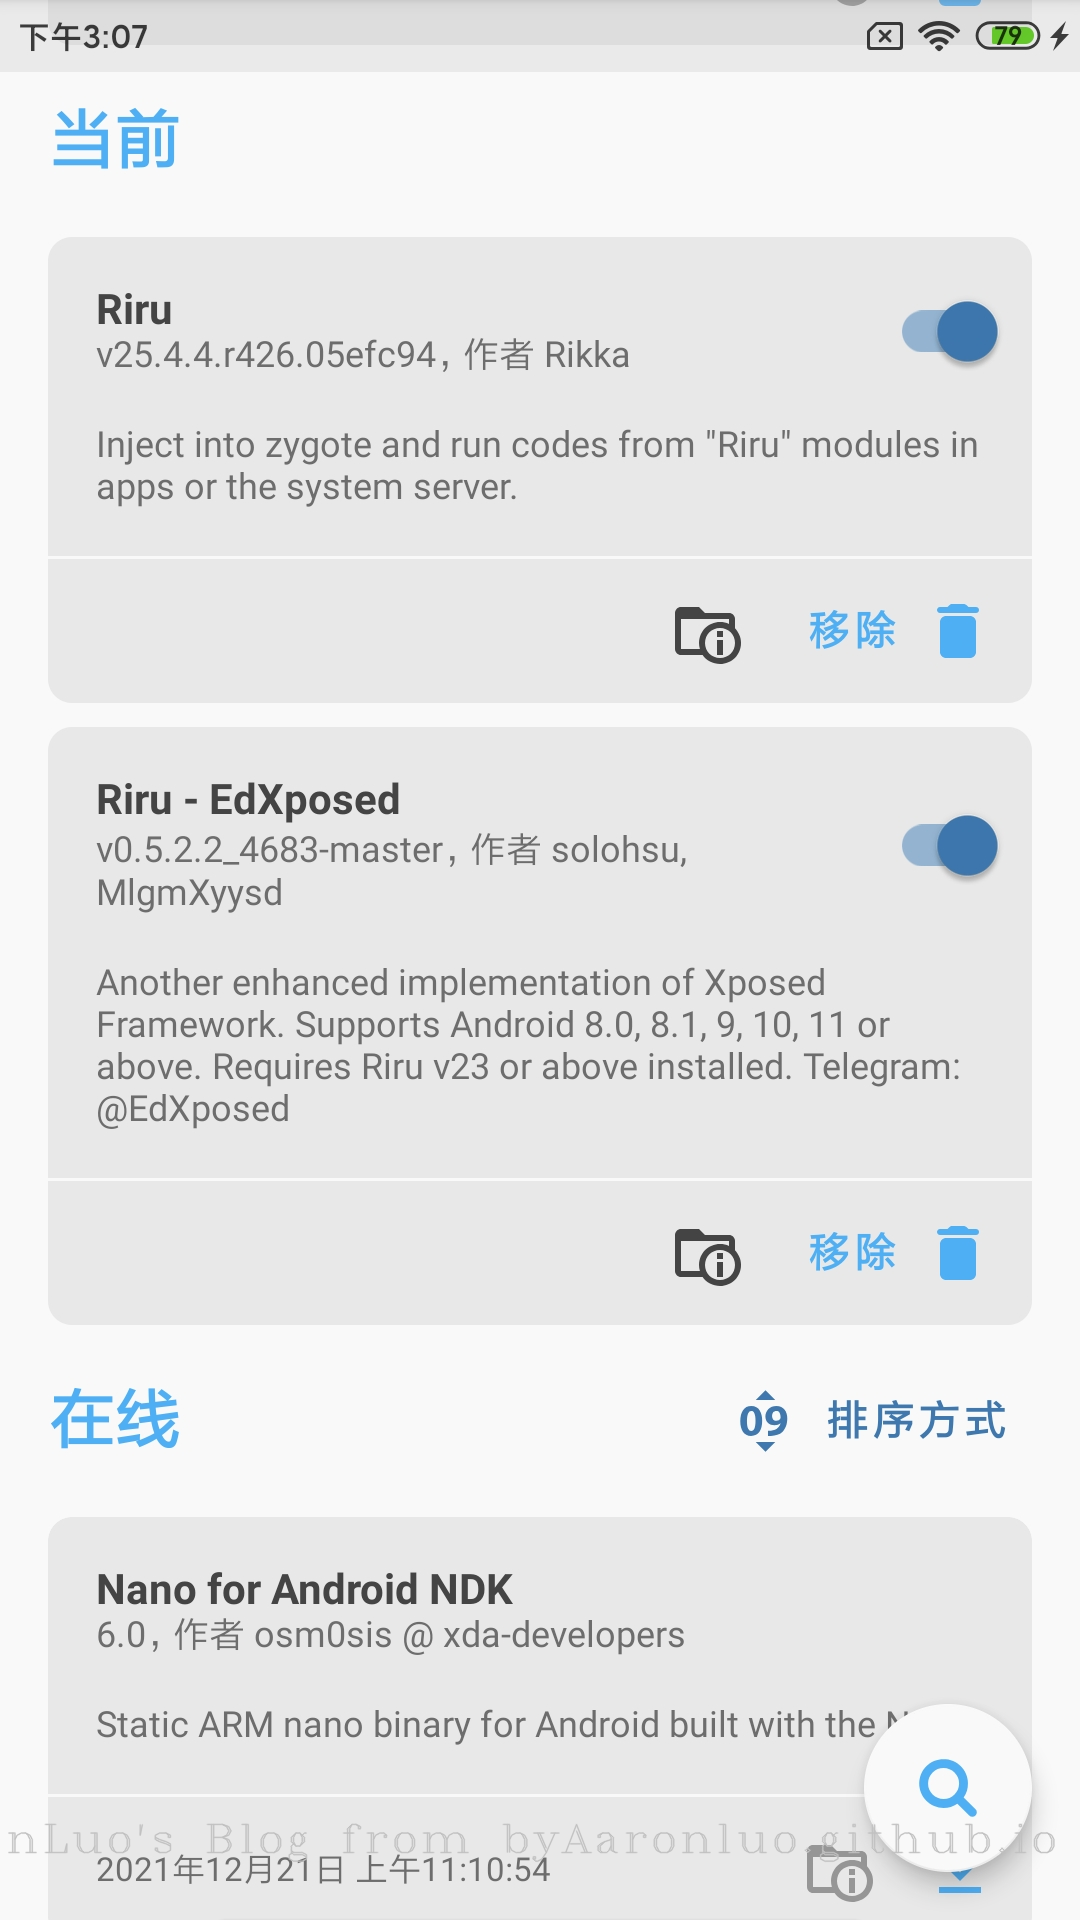 下午3:07
79
当前
Riru
v25.4.4.r426.05efc94，作者 Rikka
Inject into zygote and run codes from "Riru" modules in
apps or the system server.
移除
Riru - EdXposed
v0.5.2.2_4683-master，作者 solohsu,
MlgmXyysd
Another enhanced implementation of Xposed
Framework. Supports Android 8.0, 8.1, 9, 10, 11 or
above. Requires Riru v23 or above installed. Telegram:
@EdXposed
移除
在线
09 排序方式
Nano for Android NDK
6.0，作者 osm0sis @ xda-developers
Static ARM nano binary for Android built with the
nLuo's Blog from byAaronluo.github.io
2021年12月21日 上午11:10:54